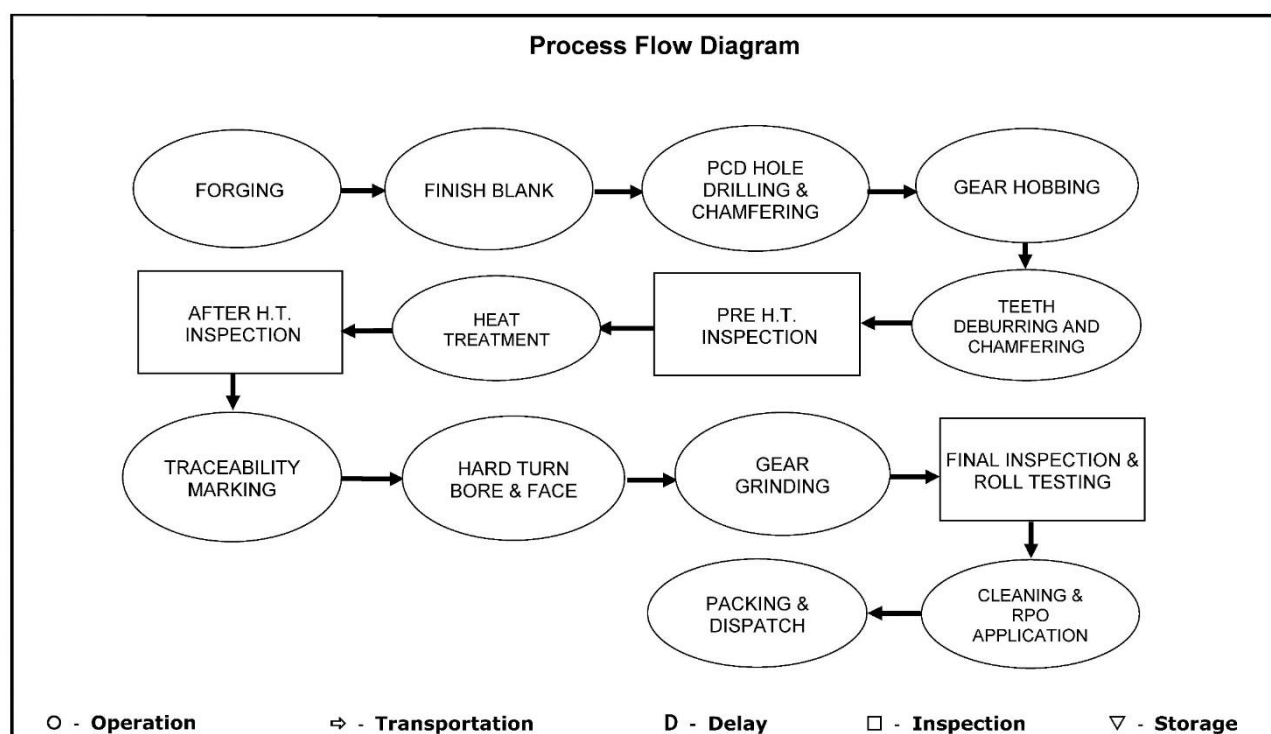 Process Flow Diagram
FORGING
FINISH BLANK
PCD HOLE
DRILLING &
CHAMFERING
GEAR HOBBING
TEETH
DEBURRING AND
CHAMFERING
PRE H.T.
INSPECTION
HEAT
TREATMENT
AFTER H.T.
INSPECTION
TRACEABILITY
MARKING
HARD TURN
BORE & FACE
GEAR
GRINDING
FINAL INSPECTION &
ROLL TESTING
CLEANING &
RPO
APPLICATION
PACKING &
DISPATCH
- Operation
- Transportation
D - Delay
- Inspection
- Storage